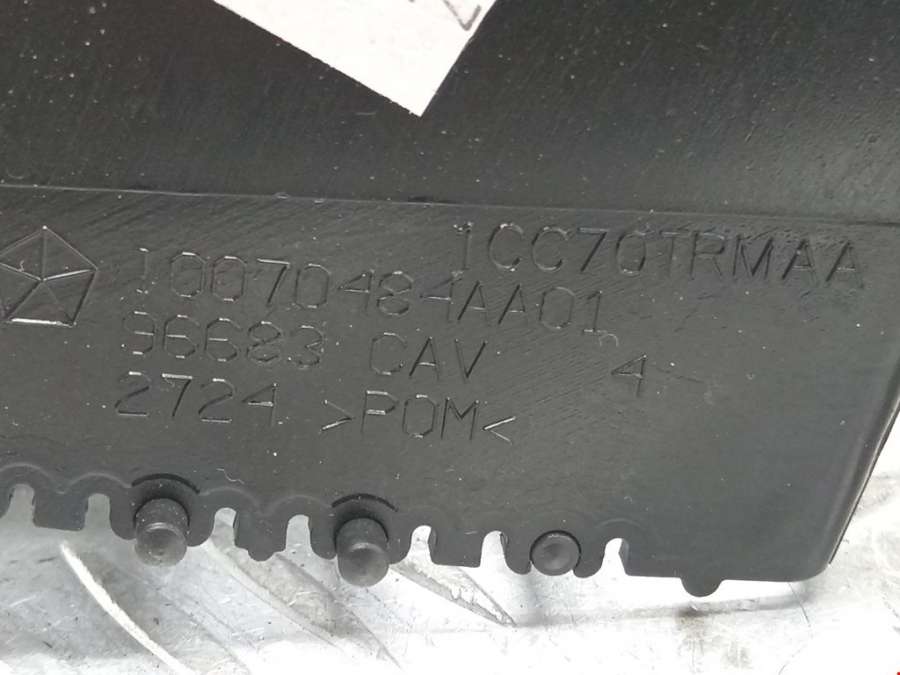 1CC70TRMAA
10070484AA01
96683 CAV 4
2724 >POM<